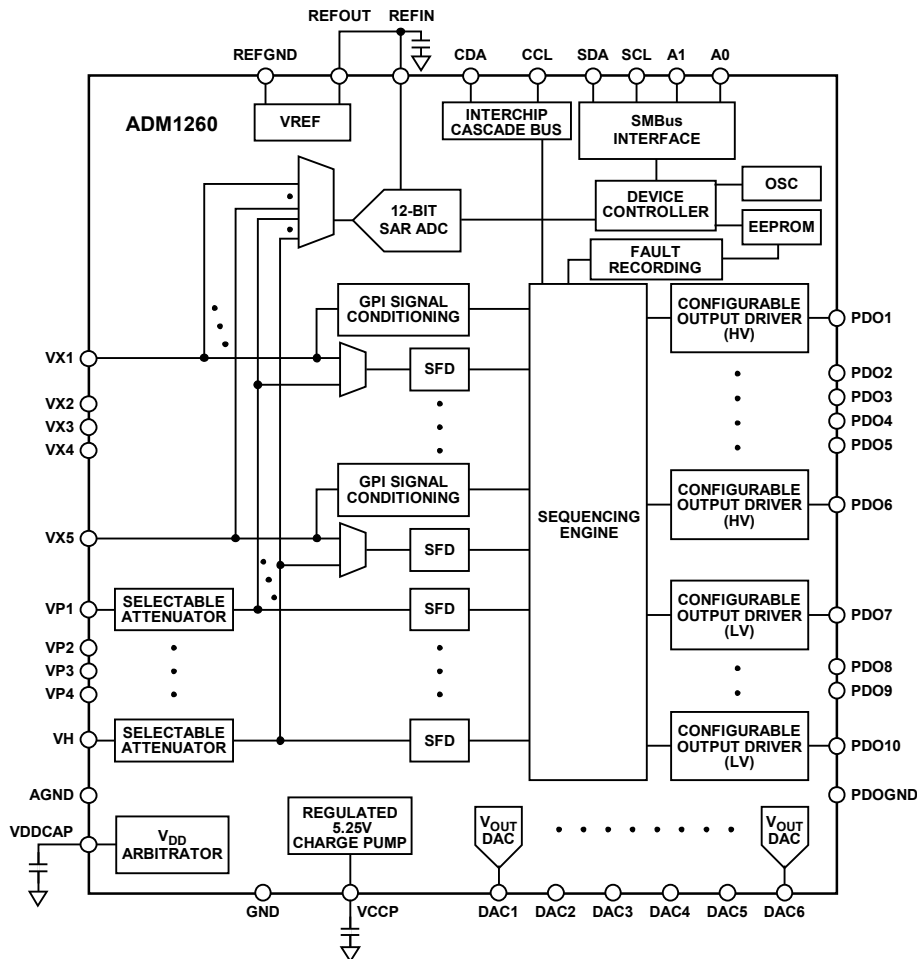 REFOUT REFIN
REFGND CDA CCL SDA SCL A1 A0
ADM1260
VREF
INTERCHIP
CASCADE BUS
SMBus
INTERFACE
12-BIT
SAR ADC
DEVICE
CONTROLLER
OSC
EEPROM
FAULT
RECORDING
GPI SIGNAL
CONDITIONING
CONFIGURABLE
OUTPUT DRIVER
(HV)
PDO1
VX1
SFD
PDO2
VX2
PDO3
VX3
PDO4
VX4
PDO5
GPI SIGNAL
CONDITIONING
CONFIGURABLE
OUTPUT DRIVER
(HV)
PDO6
SEQUENCING
ENGINE
VX5
SFD
VP1
SELECTABLE
ATTENUATOR
SFD
CONFIGURABLE
OUTPUT DRIVER
(LV)
PDO7
VP2
VP3
PDO8
VP4
PDO9
VH
SELECTABLE
ATTENUATOR
SFD
CONFIGURABLE
OUTPUT DRIVER
(LV)
PDO10
AGND
PDOGND
VDDCAP
VDD
ARBITRATOR
REGULATED
5.25V
CHARGE PUMP
VOUT
DAC
VOUT
DAC
GND VCCP DAC1 DAC2 DAC3 DAC4 DAC5 DAC6